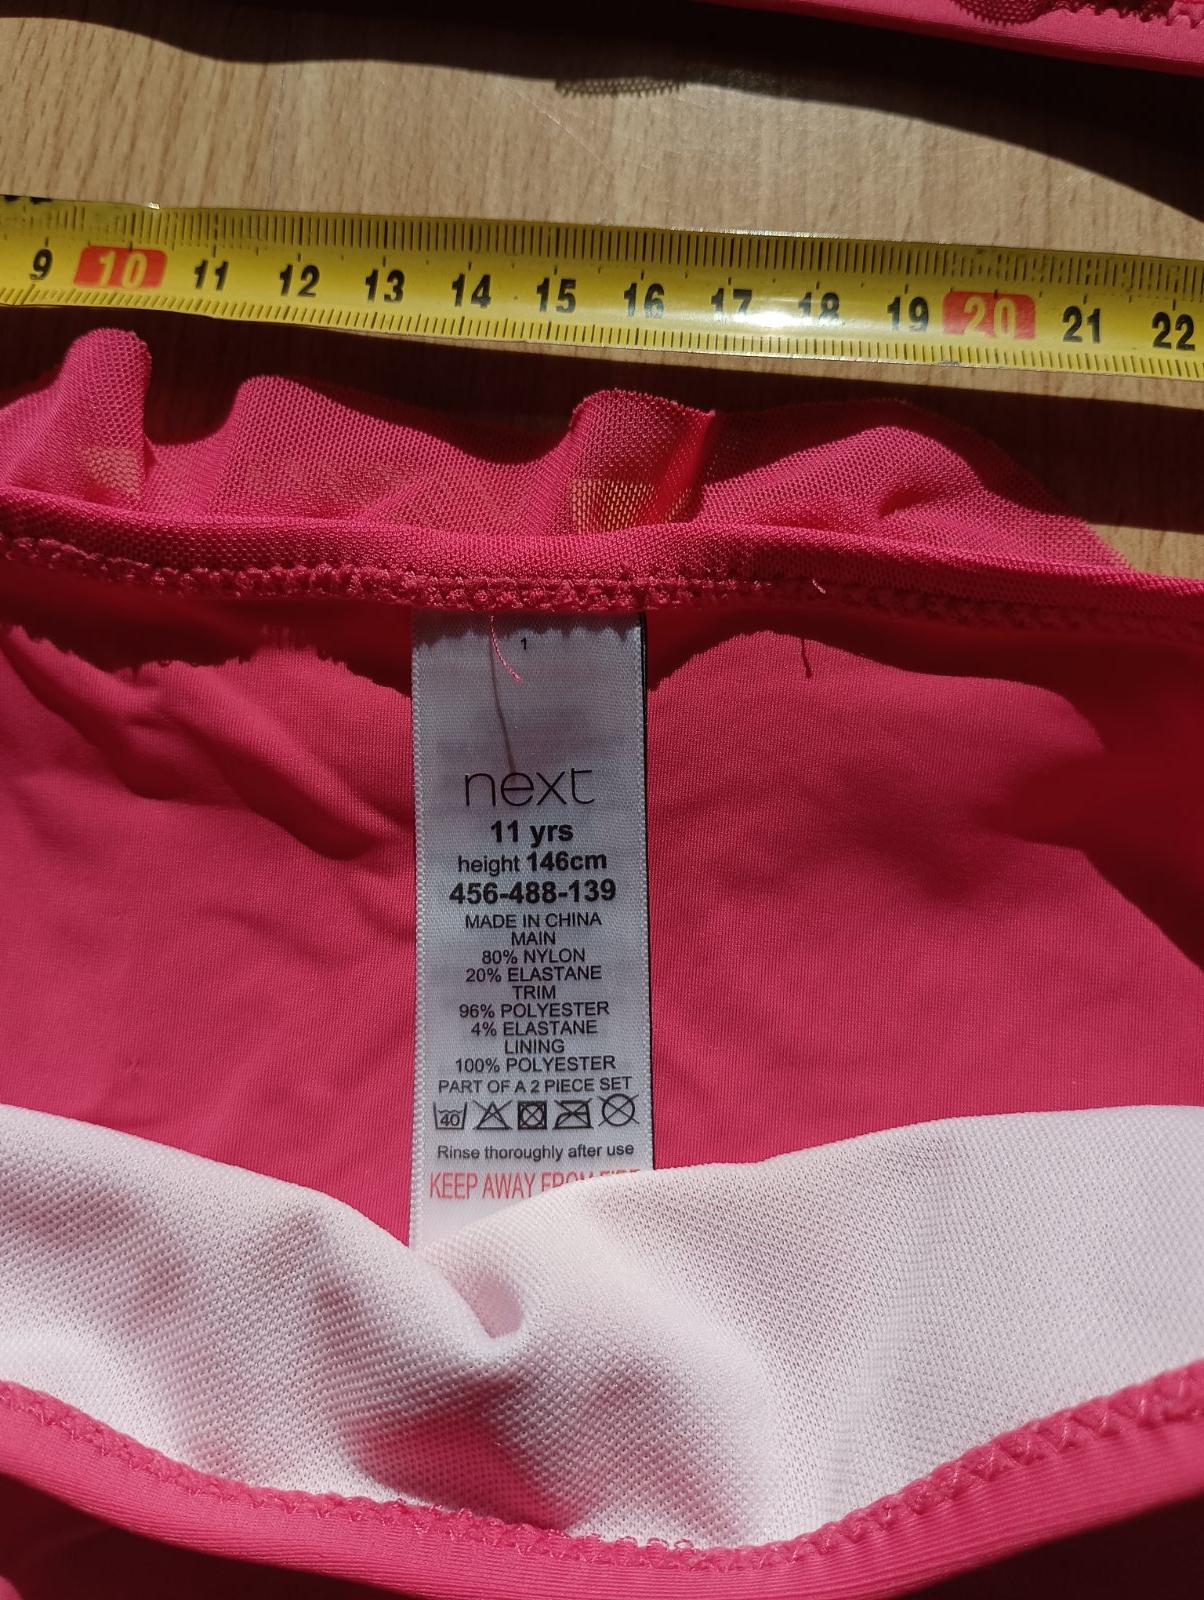 9 10 11 12 13 14 15 16 17 18 19 20 21 22
1
next
11 yrs
height 146cm
456-488-139
MADE IN CHINA
MAIN
80% NYLON
20% ELASTANE
TRIM
96% POLYESTER
4% ELASTANE
LINING
100% POLYESTER
PART OF A 2 PIECE SET
40
Rinse thoroughly after use
KEEP AWAY FROM FIRE